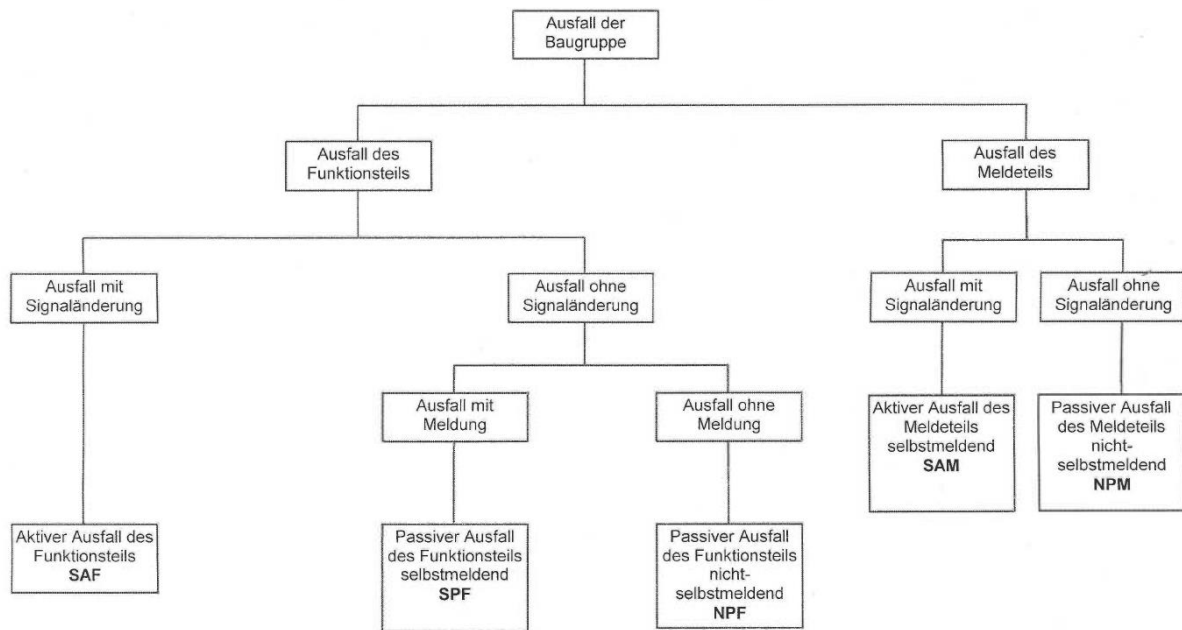 Ausfall der
Baugruppe
Ausfall des
Funktionsteils
Ausfall des
Meldeteils
Ausfall mit
Signaländerung
Ausfall ohne
Signaländerung
Ausfall mit
Signaländerung
Ausfall ohne
Signaländerung
Ausfall mit
Meldung
Ausfall ohne
Meldung
Aktiver Ausfall des
Meldeteils
selbstmeldend
SAM
Passiver Ausfall
des Meldeteils
nicht-
selbstmeldend
NPM
Aktiver Ausfall des
Funktionsteils
SAF
Passiver Ausfall
des Funktionsteils
selbstmeldend
SPF
Passiver Ausfall
des Funktionsteils
nicht-
selbstmeldend
NPF